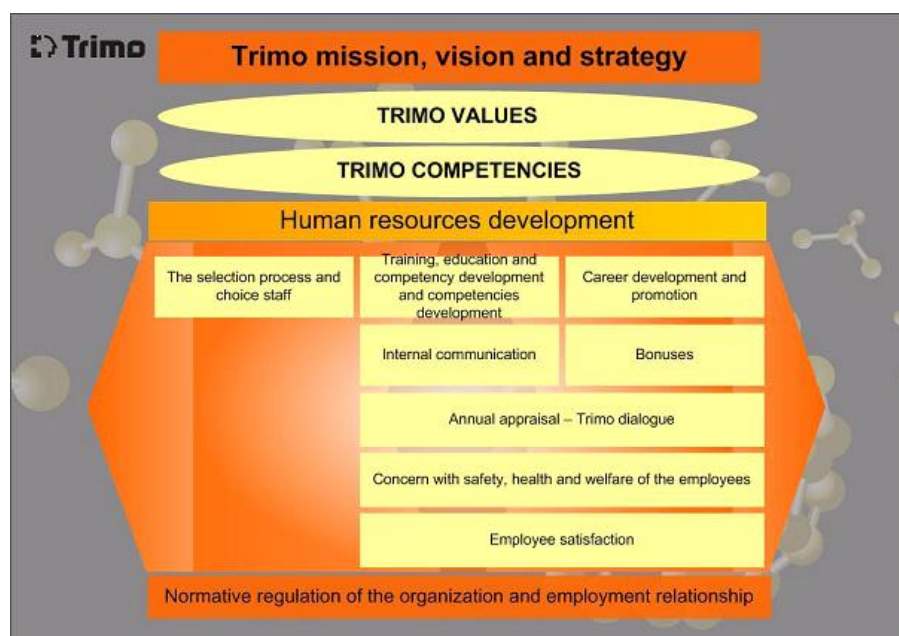 Trimo
Trimo mission, vision and strategy
TRIMO VALUES
TRIMO COMPETENCIES
Human resources development
The selection process and
choice staff
Training, education and
competency development
and competencies
development
Career development and
promotion
Internal communication
Bonuses
Annual appraisal – Trimo dialogue
Concern with safety, health and welfare of the employees
Employee satisfaction
Normative regulation of the organization and employment relationship